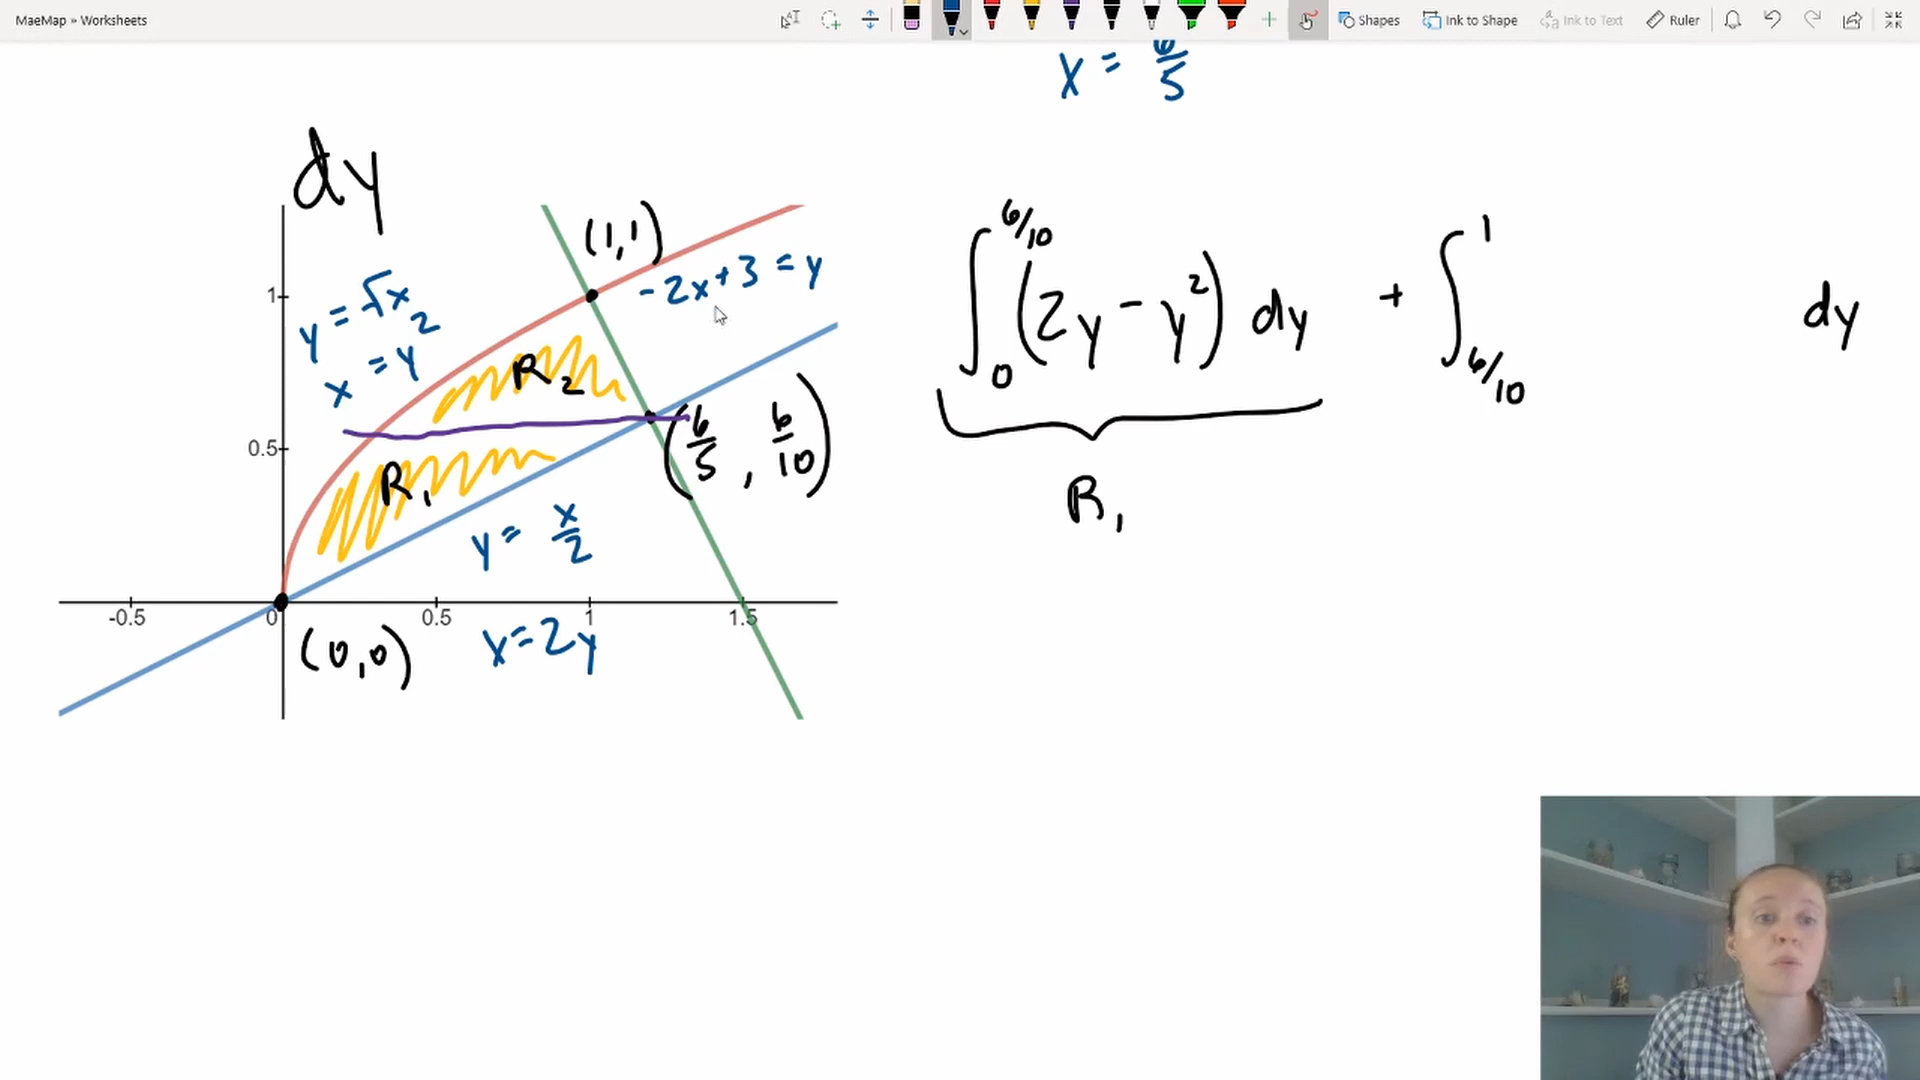 MaeMap » Worksheets
Shapes
Ink to Shape
Ink to Text
Ruler
x = 6/5
dy
(1,1)
-2x+3 = y
y = √x
x = y²
R₂
R₁
(6/5, 6/10)
y = x/2
x=2y
(0,0)
1
0.5
-0.5 0 0.5 1 1.5
∫₀^{6/10} (2y - y²) dy + ∫_{6/10}^{1} dy
R₁